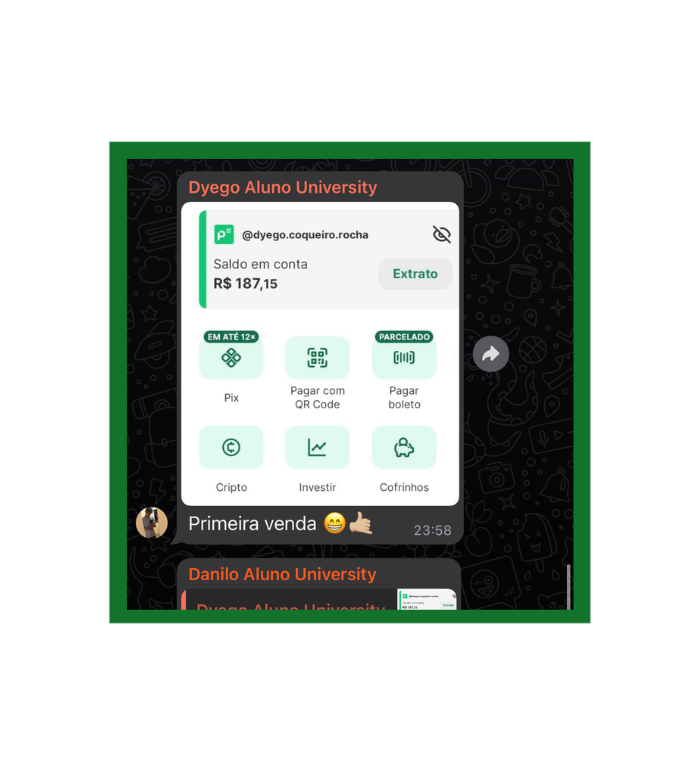 Dyego Aluno University
@dyego.coqueiro.rocha
Saldo em conta
R$ 187,15
Extrato
EM ATÉ 12x
PARCELADO
Pix
Pagar com
QR Code
Pagar
boleto
Cripto
Investir
Cofrinhos
Primeira venda 😁🤙🏼
23:58
Danilo Aluno University
Dyego Aluno University